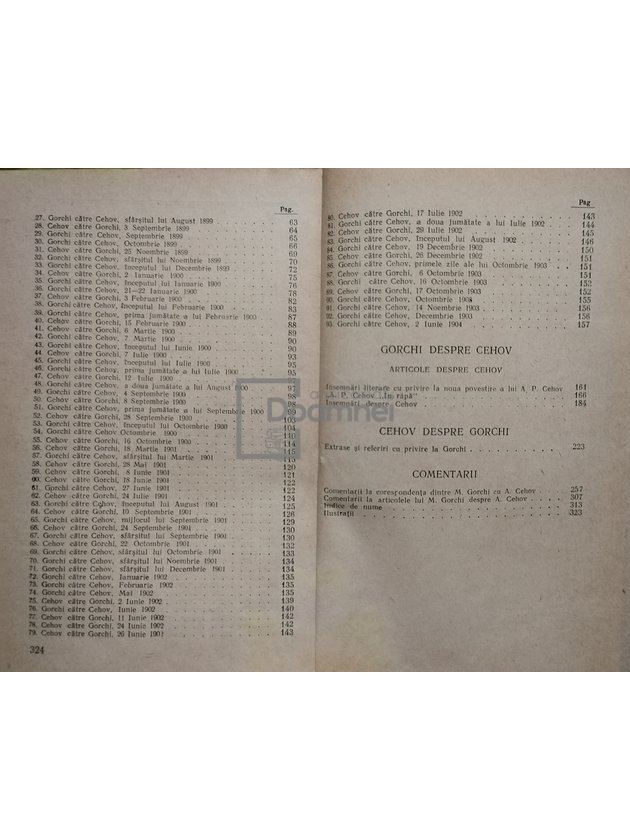 Pag.
27. Gorchi către Cehov, sfârșitul lui August 1899 63
28. Cehov către Gorchi, 3 Septembrie 1899 64
29. Gorchi către Cehov, Septembrie 1899 65
30. Gorchi către Cehov, Octombrie 1899 66
31. Cehov către Gorchi, 25 Noembrie 1899 69
32. Gorchi către Cehov, sfârșitul lui Noembrie 1899 70
33. Gorchi către Cehov, începutul lui Decembrie 1899 72
34. Cehov către Gorchi, 2 Ianuarie 1900 75
35. Gorchi către Cehov, începutul lui Ianuarie 1900 76
36. Gorchi către Cehov, 21—22 Ianuarie 1900 78
37. Cehov către Gorchi, 3 Februarie 1900 82
38. Gorchi către Cehov, începutul lui Februarie 1900 83
39. Gorchi către Cehov, prima jumătate a lui Februarie 1900 87
40. Cehov către Gorchi, 15 Februarie 1900 88
41. Cehov către Gorchi, 6 Martie 1900 89
42. Cehov către Gorchi, 7 Martie 1900 90
43. Gorchi către Cehov, începutul lui Iunie 1900 90
44. Cehov către Gorchi, 7 Iulie 1900 93
45. Gorchi către Cehov, începutul lui Iulie 1900 95
46. Gorchi către Cehov, prima jumătate a lui Iulie 1900
47. Cehov către Gorchi, 12 Iulie 1900
48. Gorchi către Cehov, a doua jumătate a lui Iulie 1900 98
49. Cehov către Gorchi, 4 Septembrie 1900
50. Cehov către Gorchi, 8 Septembrie 1900
51. Gorchi către Cehov, prima jumătate a lui Septembrie 1900
52. Cehov către Gorchi, 28 Septembrie 1900 103
53. Gorchi către Cehov, începutul lui Octombrie 1900 104
54. Gorchi către Cehov Octombrie 1900
55. Cehov către Gorchi, 16 Octombrie 1900 114
56. Cehov către Gorchi, 18 Martie 1901 115
57. Gorchi către Cehov, sfârșitul lui Martie 1901 113
58. Gorchi către Cehov, 28 Mai 1901 120
59. Gorchi către Cehov, 8 Iunie 1901 121
60. Cehov către Gorchi, 18 Iunie 1901 122
61. Gorchi către Cehov, 27 Iunie 1901 122
62. Cehov către Gorchi, 24 Iulie 1901 124
63. Gorchi către Cehov, începutul lui August 1901 125
64. Cehov către Gorchi, 10 Septembrie 1901 126
65. Gorchi către Cehov, mijlocul lui Septembrie 1901 129
66. Cehov către Gorchi, 24 Septembrie 1901 130
67. Gorchi către Cehov, sfârșitul lui Septembrie 1901 131
68. Cehov către Gorchi, 22 Octombrie 1901 132
69. Gorchi către Cehov, sfârșitul lui Octombrie 1901 133
70. Gorchi către Cehov, sfârșitul lui Noembrie 1901 134
71. Gorchi către Cehov, sfârșitul lui Decembrie 1901 134
72. Gorchi către Cehov, Ianuarie 1902 135
73. Gorchi către Cehov, Februarie 1902 135
74. Gorchi către Cehov, Mai 1902 135
75. Cehov către Gorchi, 2 Iunie 1902 139
76. Gorchi către Cehov, Iunie 1902 140
77. Cehov către Gorchi, 11 Iunie 1902 142
78. Cehov către Gorchi, 24 Iunie 1902 142
79. Cehov către Gorchi, 26 Iunie 1902 143
324
Pag
80. Cehov către Gorchi, 17 Iulie 1902 143
81. Gorchi către Cehov, a doua jumătate a lui Iulie 1902 144
82. Cehov către Gorchi, 29 Iulie 1902 145
83. Gorchi către Cehov, începutul lui August 1902 146
84. Gorchi către Cehov, 19 Decembrie 1902 150
85. Cehov către Gorchi, 26 Decembrie 1902 151
86. Gorchi către Cehov, primele zile ale lui Octombrie 1903 151
87. Cehov către Gorchi, 6 Octombrie 1903 151
88. Gorchi către Cehov, 16 Octombrie 1903 152
89. Cehov către Gorchi, 17 Octombrie 1903 152
90. Gorchi către Cehov, Octombrie 1903 155
91. Cehov către Gorchi, 14 Noembrie 1903 156
92. Gorchi către Cehov, Decembrie 1903 156
93. Gorchi către Cehov, 2 Iunie 1904 157
GORCHI DESPRE CEHOV
ARTICOLE DESPRE CEHOV
Însemnări literare cu privire la noua povestire a lui A. P. Cehov 161
„A. P. Cehov „În râpă" 166
Însemnări despre Cehov 184
CEHOV DESPRE GORCHI
Extrase și referiri cu privire la Gorchi 223
COMENTARII
Comentarii la corespondența dintre M. Gorchi cu A. Cehov 257
Comentarii la articolele lui M. Gorchi despre A. Cehov 307
Indice de nume 313
Ilustrații 323
Doamnei